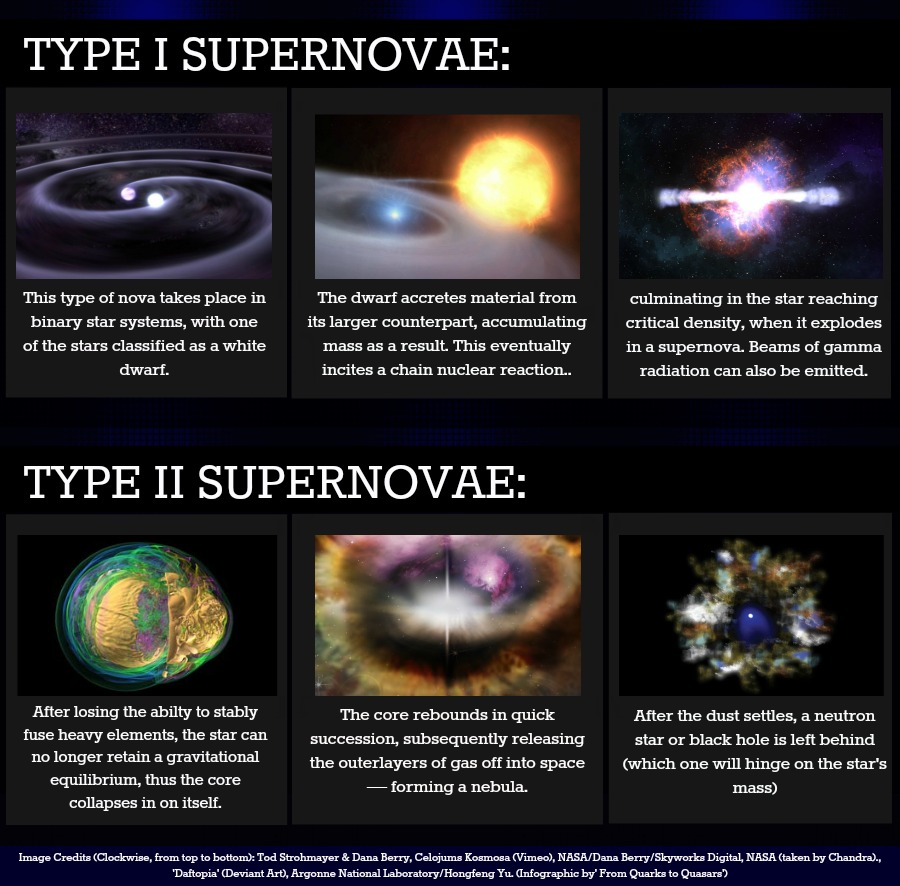 TYPE I SUPERNOVAE:
This type of nova takes place in
binary star systems, with one
of the stars classified as a white
dwarf.
The dwarf accretes material from
its larger counterpart, accumulating
mass as a result. This eventually
incites a chain nuclear reaction..
culminating in the star reaching
critical density, when it explodes
in a supernova. Beams of gamma
radiation can also be emitted.
TYPE II SUPERNOVAE:
After losing the abilty to stably
fuse heavy elements, the star can
no longer retain a gravitational
equilibrium, thus the core
collapses in on itself.
The core rebounds in quick
succession, subsequently releasing
the outerlayers of gas off into space
— forming a nebula.
After the dust settles, a neutron
star or black hole is left behind
(which one will hinge on the star's
mass)
Image Credits (Clockwise, from top to bottom): Tod Strohmayer & Dana Berry, Celojums Kosmosa (Vimeo), NASA/Dana Berry/Skyworks Digital, NASA (taken by Chandra).,
'Daftopia' (Deviant Art), Argonne National Laboratory/Hongfeng Yu. (Infographic by' From Quarks to Quasars')